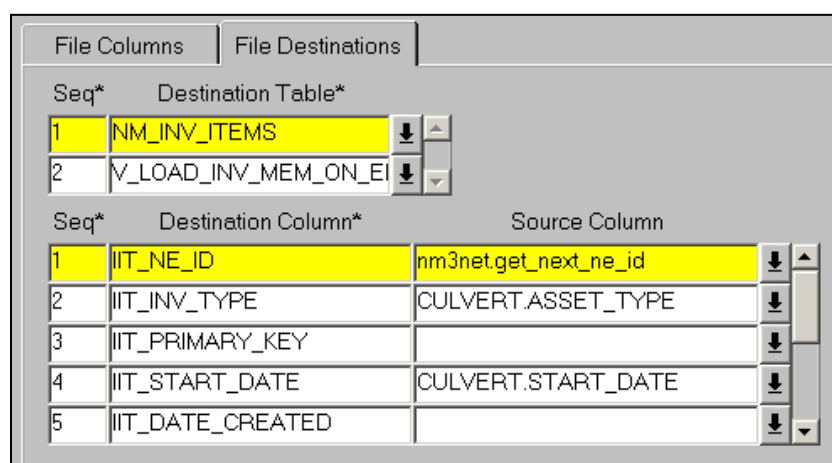 File Columns File Destinations
Seq* Destination Table*
1 NM_INV_ITEMS
2 V_LOAD_INV_MEM_ON_El
Seq* Destination Column* Source Column
1 IIT_NE_ID nm3net.get_next_ne_id
2 IIT_INV_TYPE CULVERT.ASSET_TYPE
3 IIT_PRIMARY_KEY
4 IIT_START_DATE CULVERT.START_DATE
5 IIT_DATE_CREATED